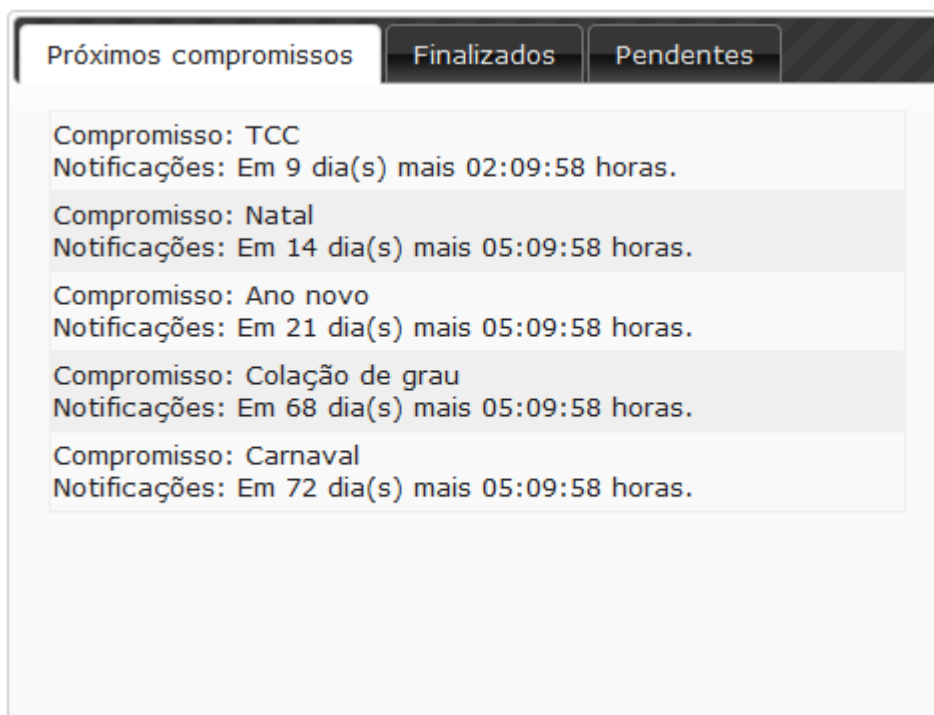 Próximos compromissos Finalizados Pendentes
Compromisso: TCC
Notificações: Em 9 dia(s) mais 02:09:58 horas.
Compromisso: Natal
Notificações: Em 14 dia(s) mais 05:09:58 horas.
Compromisso: Ano novo
Notificações: Em 21 dia(s) mais 05:09:58 horas.
Compromisso: Colação de grau
Notificações: Em 68 dia(s) mais 05:09:58 horas.
Compromisso: Carnaval
Notificações: Em 72 dia(s) mais 05:09:58 horas.